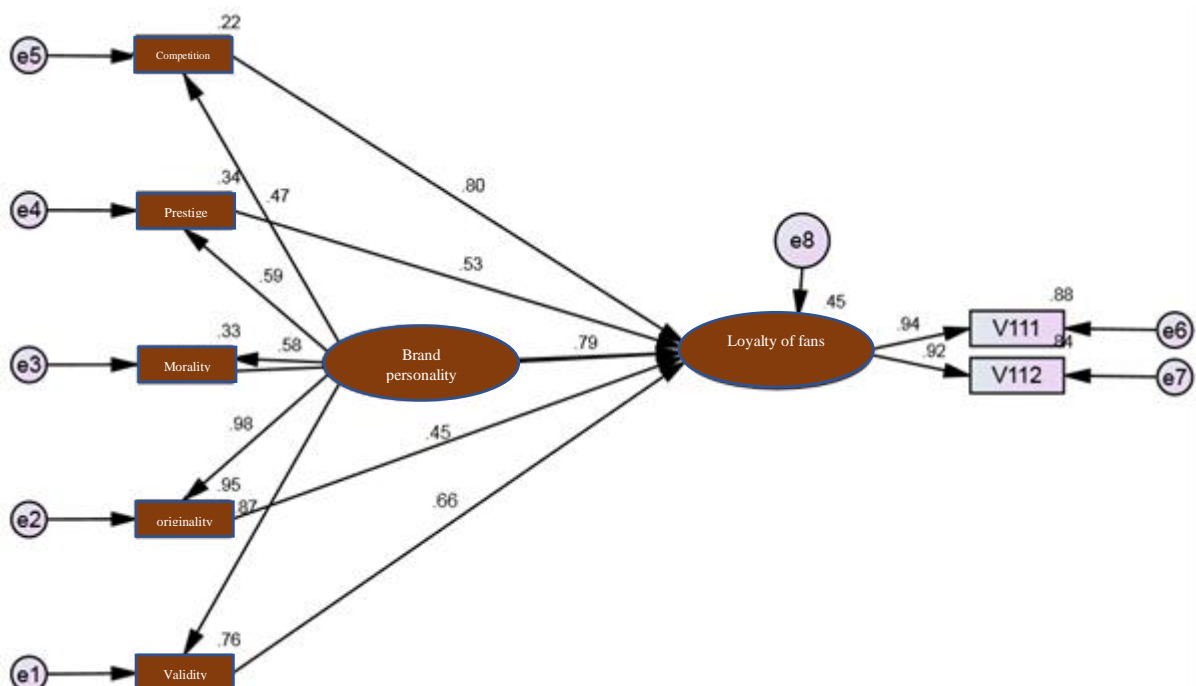 .22
e5
Competition
.80
.34
.47
e4
Prestige
e8
.53
.59
.45
.88
.33
.94
V111
e6
.58
.79
Loyalty of fans
e3
Morality
Brand
personality
.92
.84
V112
e7
.98
.45
.95
.87
.66
e2
originality
.76
e1
Validity